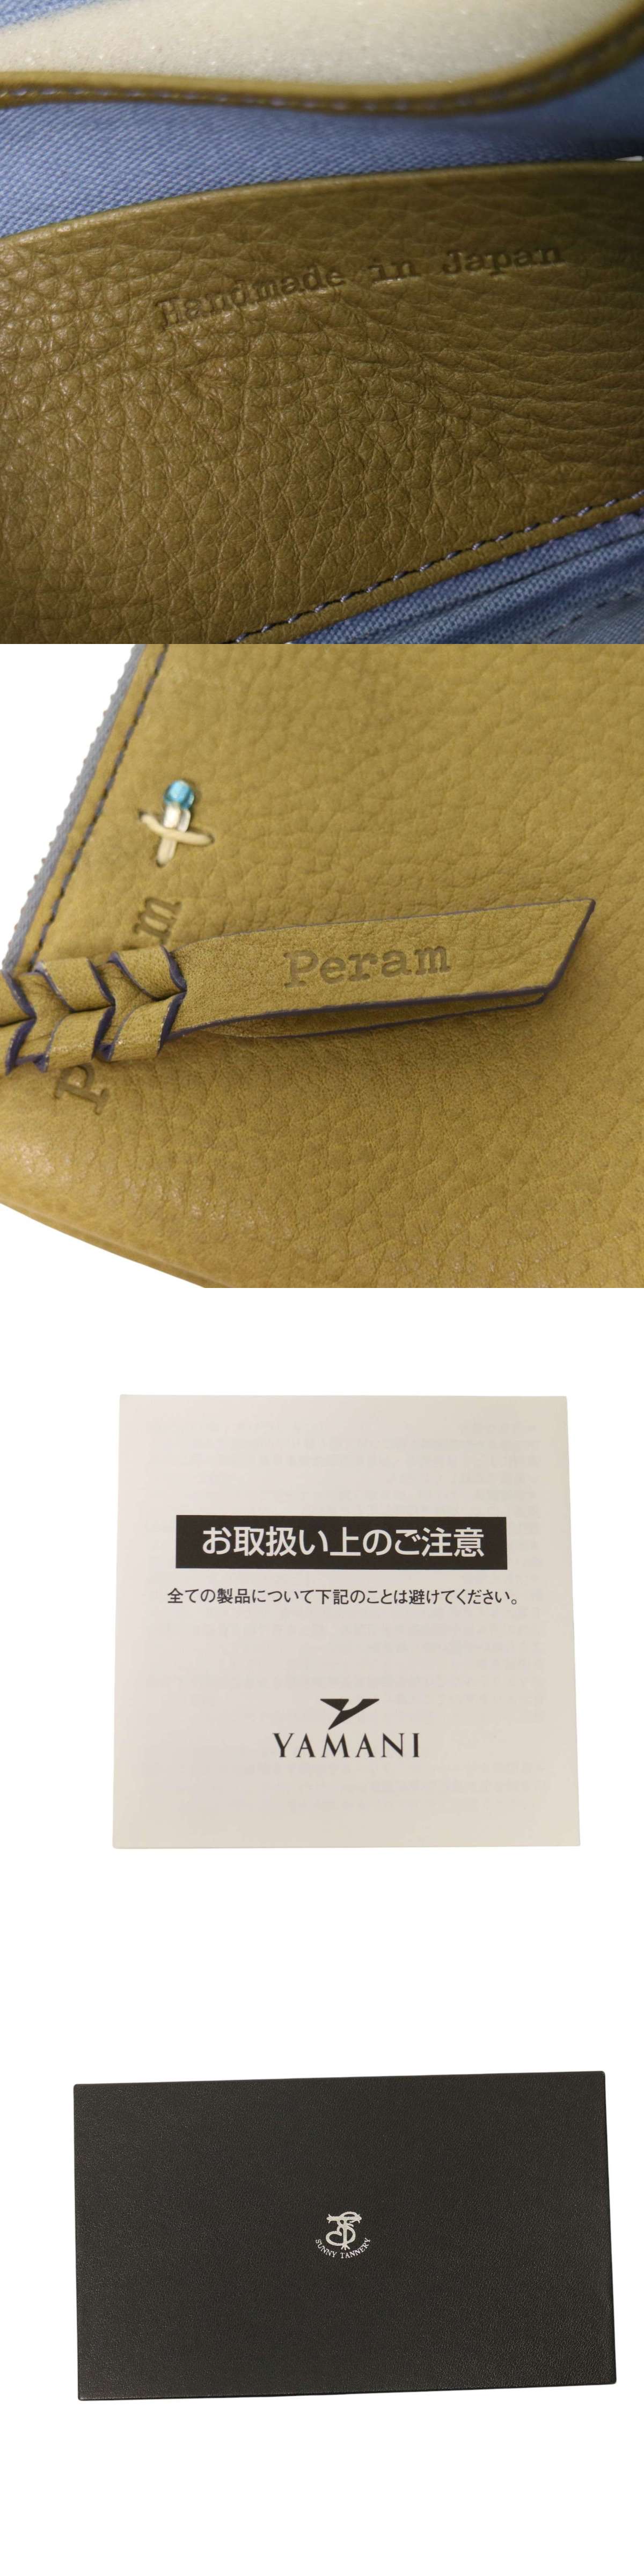 Handmade in Japan
Peram
Peram
お取扱い上のご注意
全ての製品について下記のことは避けてください。
YAMANI
SUNNY TANNERY